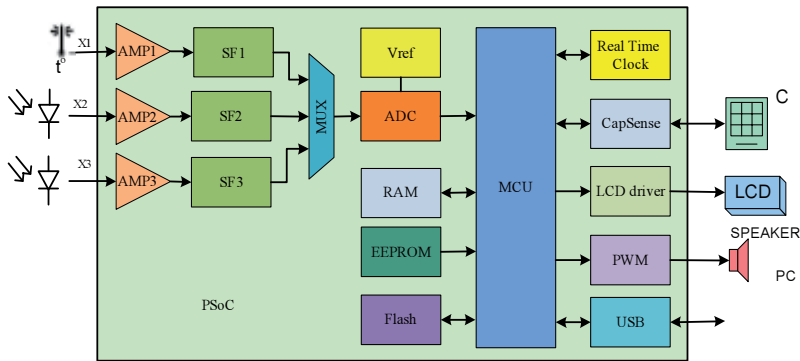 X1
t°
AMP1
SF1
X2
AMP2
SF2
X3
AMP3
SF3
MUX
Vref
ADC
RAM
EEPROM
Flash
PSoC
MCU
Real Time
Clock
CapSense
C
LCD driver
LCD
SPEAKER
PWM
PC
USB